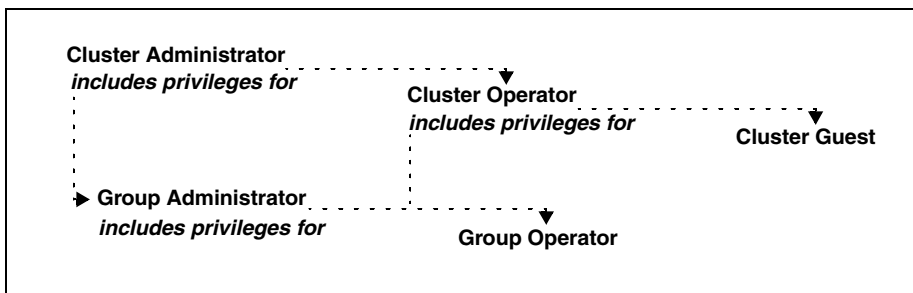 Cluster Administrator
includes privileges for
Cluster Operator
includes privileges for
Cluster Guest
Group Administrator
includes privileges for
Group Operator